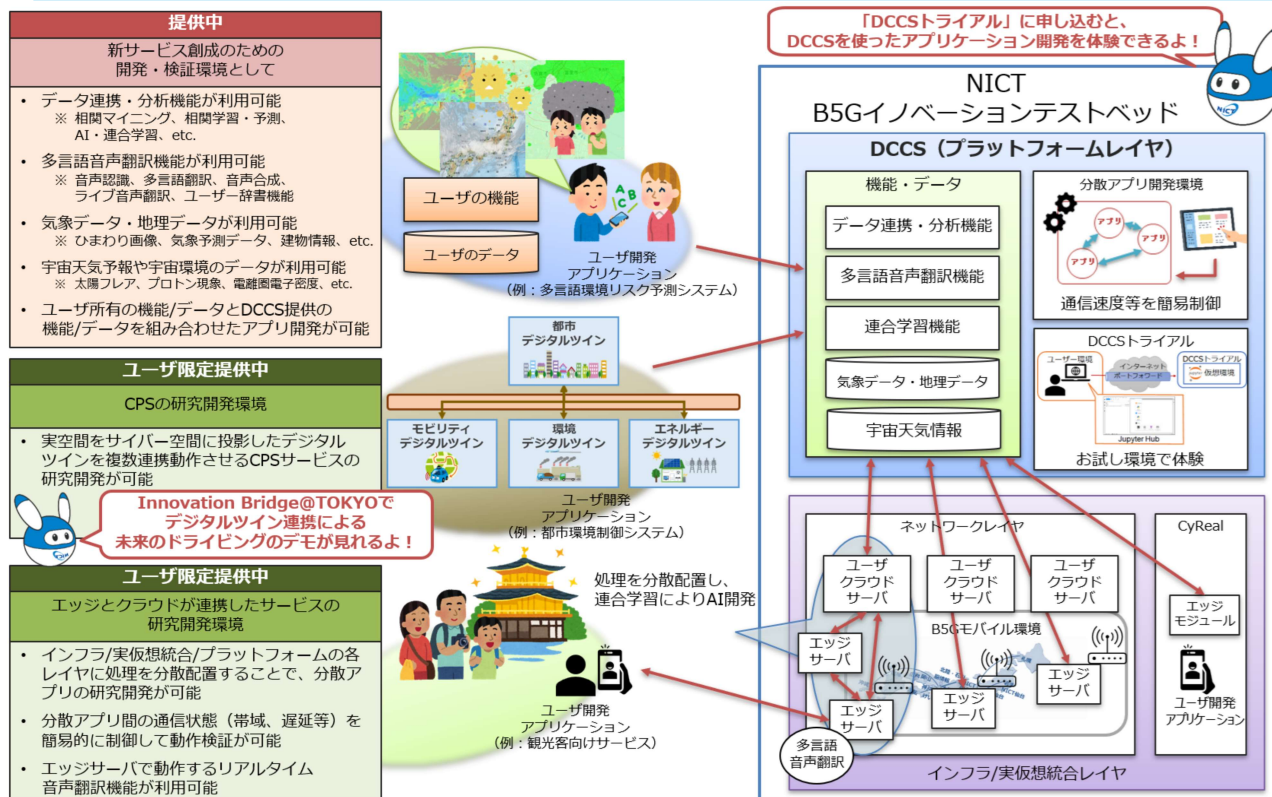 提供中
新サービス創成のための
開発・検証環境として
• データ連携・分析機能が利用可能
※ 相関マイニング、相関学習・予測、
AI・連合学習、etc.
• 多言語音声翻訳機能が利用可能
※ 音声認識、多言語翻訳、音声合成、
ライブ音声翻訳、ユーザー辞書機能
• 気象データ・地理データが利用可能
※ ひまわり画像、気象予測データ、建物情報、etc.
• 宇宙天気予報や宇宙環境のデータが利用可能
※ 太陽フレア、プロトン現象、電離圏電子密度、etc.
• ユーザ所有の機能/データとDCCS提供の
機能/データを組み合わせたアプリ開発が可能
ユーザ限定提供中
CPSの研究開発環境
• 実空間をサイバー空間に投影したデジタル
ツインを複数連携動作させるCPSサービスの
研究開発が可能
Innovation Bridge@TOKYOで
デジタルツイン連携による
未来のドライビングのデモが見れるよ！
ユーザ限定提供中
エッジとクラウドが連携したサービスの
研究開発環境
• インフラ/実仮想統合/プラットフォームの各
レイヤに処理を分散配置することで、分散ア
プリの研究開発が可能
• 分散アプリ間の通信状態（帯域、遅延等）を
簡易的に制御して動作検証が可能
• エッジサーバで動作するリアルタイム
音声翻訳機能が利用可能
ユーザの機能
ユーザのデータ
A
C B
ユーザ開発
アプリケーション
（例：多言語環境リスク予測システム）
都市
デジタルツイン
モビリティ
デジタルツイン
環境
デジタルツイン
エネルギー
デジタルツイン
ユーザ開発
アプリケーション
（例：都市環境制御システム）
処理を分散配置し、
連合学習によりAI開発
ユーザ開発
アプリケーション
（例：観光客向けサービス）
「DCCSトライアル」に申し込むと、
DCCSを使ったアプリケーション開発を体験できるよ！
NICT
NICT
B5Gイノベーションテストベッド
DCCS（プラットフォームレイヤ）
機能・データ
データ連携・分析機能
多言語音声翻訳機能
連合学習機能
気象データ・地理データ
宇宙天気情報
分散アプリ開発環境
アプリ
アプリ
アプリ
通信速度等を簡易制御
DCCSトライアル
ユーザー環境
インターネット
ポートフォワード
DCCSトライアル
仮想環境
Jupyter Hub
お試し環境で体験
ネットワークレイヤ
ユーザ
クラウド
サーバ
ユーザ
クラウド
サーバ
ユーザ
クラウド
サーバ
B5Gモバイル環境
エッジ
サーバ
エッジ
サーバ
エッジ
サーバ
エッジ
サーバ
多言語
音声翻訳
CyReal
エッジ
モジュール
ユーザ開発
アプリケーション
インフラ/実仮想統合レイヤ